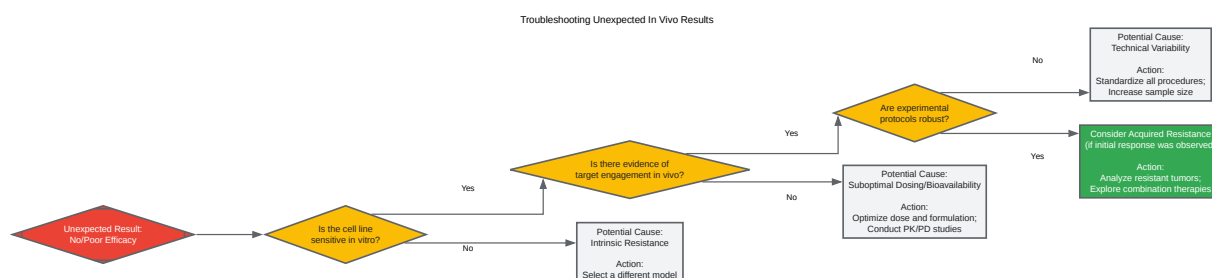 Troubleshooting Unexpected In Vivo Results
Unexpected Result:
No/Poor Efficacy
Is the cell line
sensitive in vitro?
Yes
No
Potential Cause:
Intrinsic Resistance
Action:
Select a different model
Is there evidence of
target engagement in vivo?
Yes
No
Potential Cause:
Suboptimal Dosing/Bioavailability
Action:
Optimize dose and formulation;
Conduct PK/PD studies
Are experimental
protocols robust?
No
Yes
Potential Cause:
Technical Variability
Action:
Standardize all procedures;
Increase sample size
Consider Acquired Resistance
(if initial response was observed
Action:
Analyze resistant tumors;
Explore combination therapies